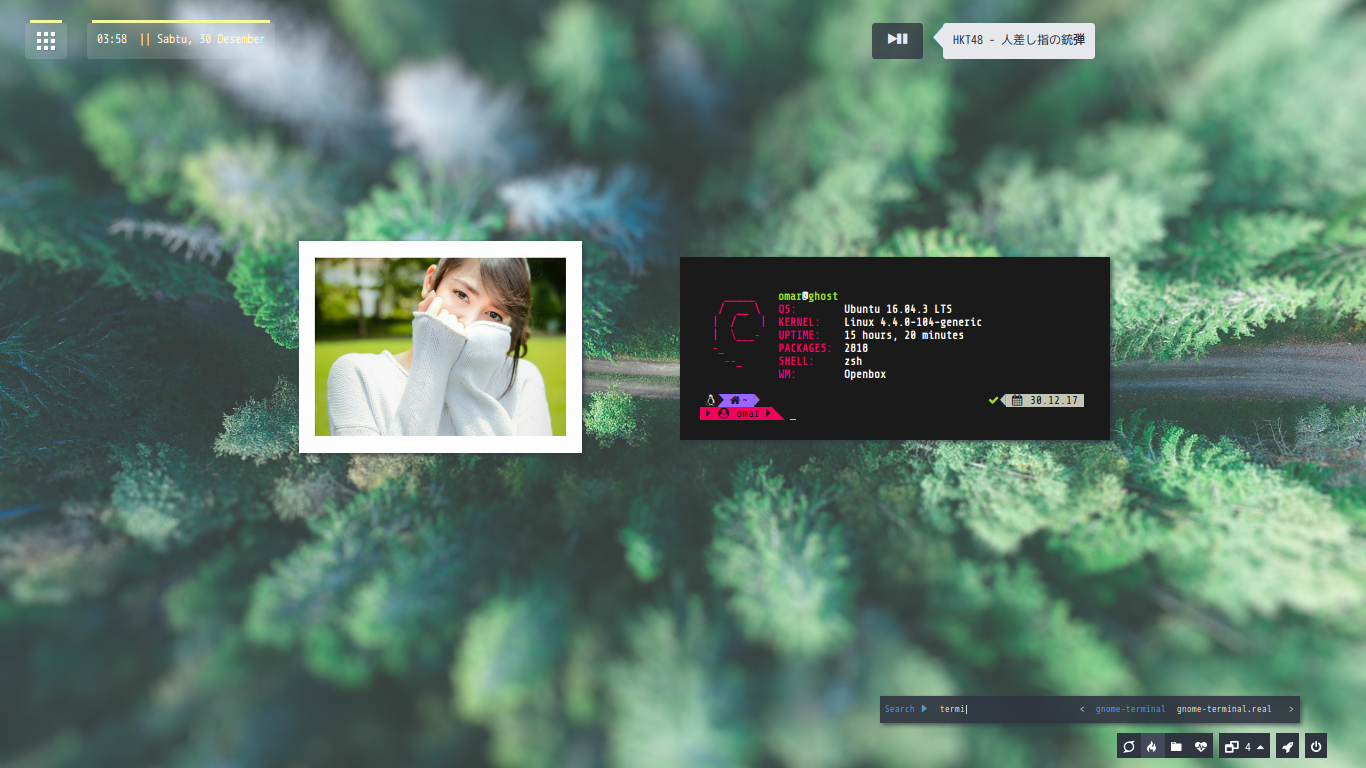 03:58 || Sabtu, 30 Desember
HKT48 - 人差し指の銃弾
omar@ghost
OS: Ubuntu 16.04.3 LTS
KERNEL: Linux 4.4.0-104-generic
UPTIME: 15 hours, 20 minutes
PACKAGES: 2818
SHELL: zsh
WM: Openbox
~
30.12.17
omar _
Search termi < gnome-terminal gnome-terminal.real >
4